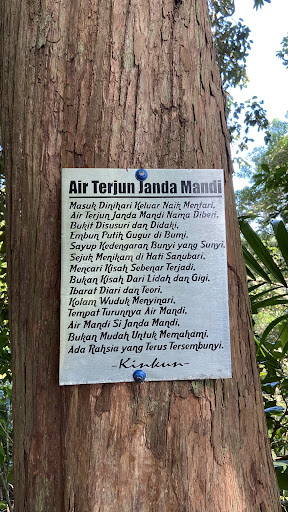 Air Terjun Janda Mandi
Masuk Dinihari Keluar Naik Mentari,
Air Terjun Janda Mandi Nama Diberi,
Bukit Disusuri dan Didaki,
Embun Putih Gugur di Bumi,
Sayup Kedengaran Bunyi yang Sunyi,
Sejuk Menikam di Hati Sanubari,
Mencari Kisah Sebenar Terjadi,
Bukan Kisah Dari Lidah dan Gigi,
Ibarat Diari dan Teori,
Kolam Wuduk Menyinari,
Tempat Turunnya Air Mandi,
Air Mandi Si Janda Mandi,
Bukan Mudah Untuk Memahami,
Ada Rahsia yang Terus Tersembunyi.
-Kinkun-